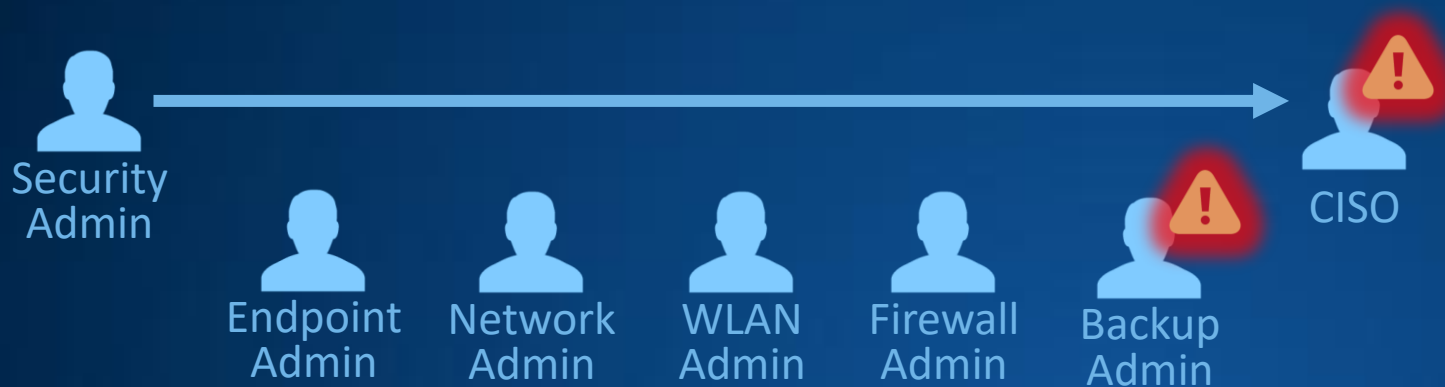 Security
Admin
CISO
Endpoint
Admin
Network
Admin
WLAN
Admin
Firewall
Admin
Backup
Admin